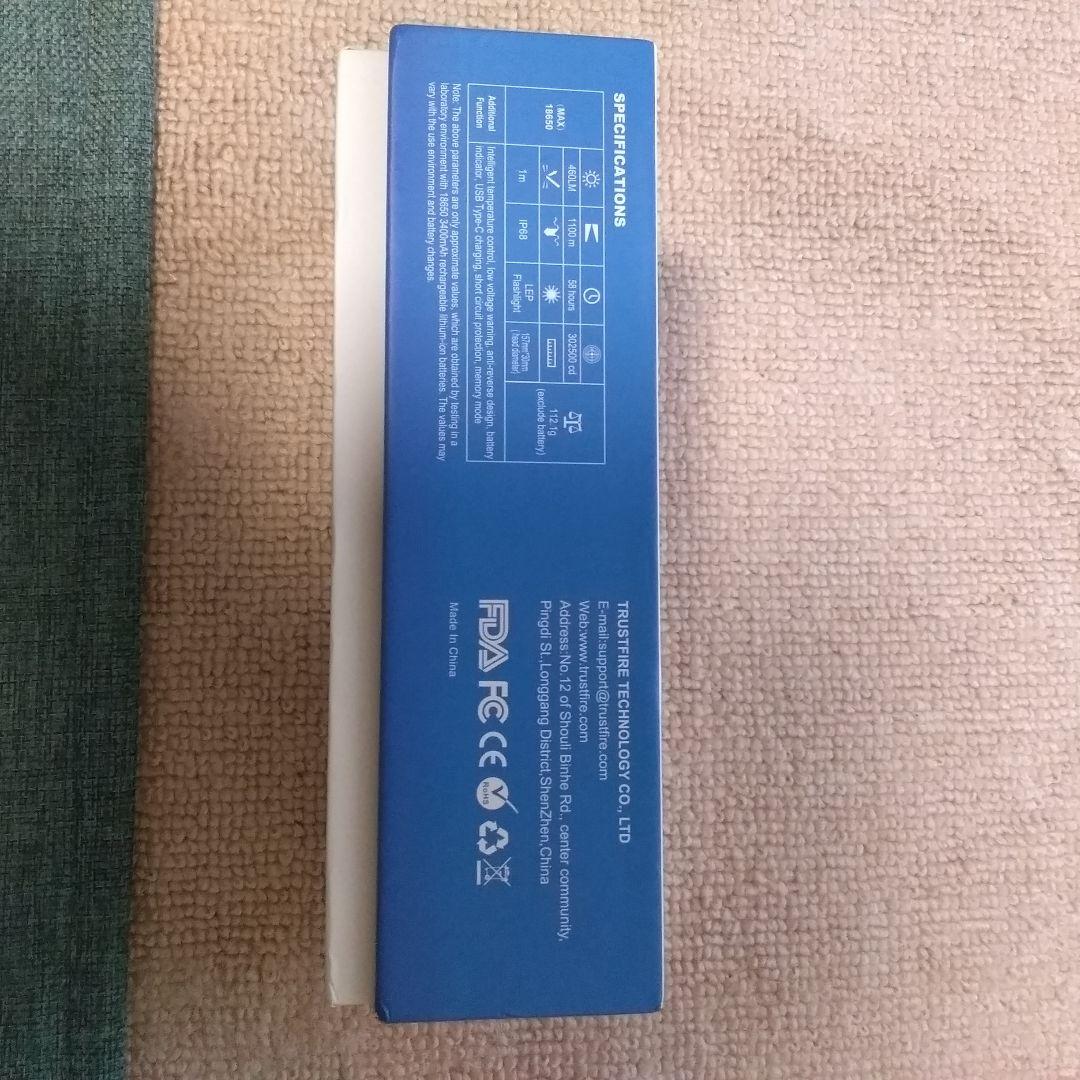 SPECIFICATIONS
(MAX)
18650
460LM
1100 m
58 hours
302500 cd
112.1g
(exclude battery)
1m
IP68
LEP
Flashlight
157mm*30mm
(head diameter)
Additional
Function
Intelligent temperature control, low voltage warning, anti-reverse design, battery
indicator, USB Type-C charging, short circuit protection, memory mode
Note: The above parameters are only approximate values, which are obtained by testing in a
laboratory environment with 18650 3400mAh rechargeable lithium-ion batteries. The values may
vary with the use environment and battery changes.
TRUSTFIRE TECHNOLOGY CO., LTD
E-mail:support@trustfire.com
Web:www.trustfire.com
Address:No.12 of Shouli Binhe Rd., center community,
Pingdi St.,Longgang District,ShenZhen,China
FDA FC CE RoHS
Made In China